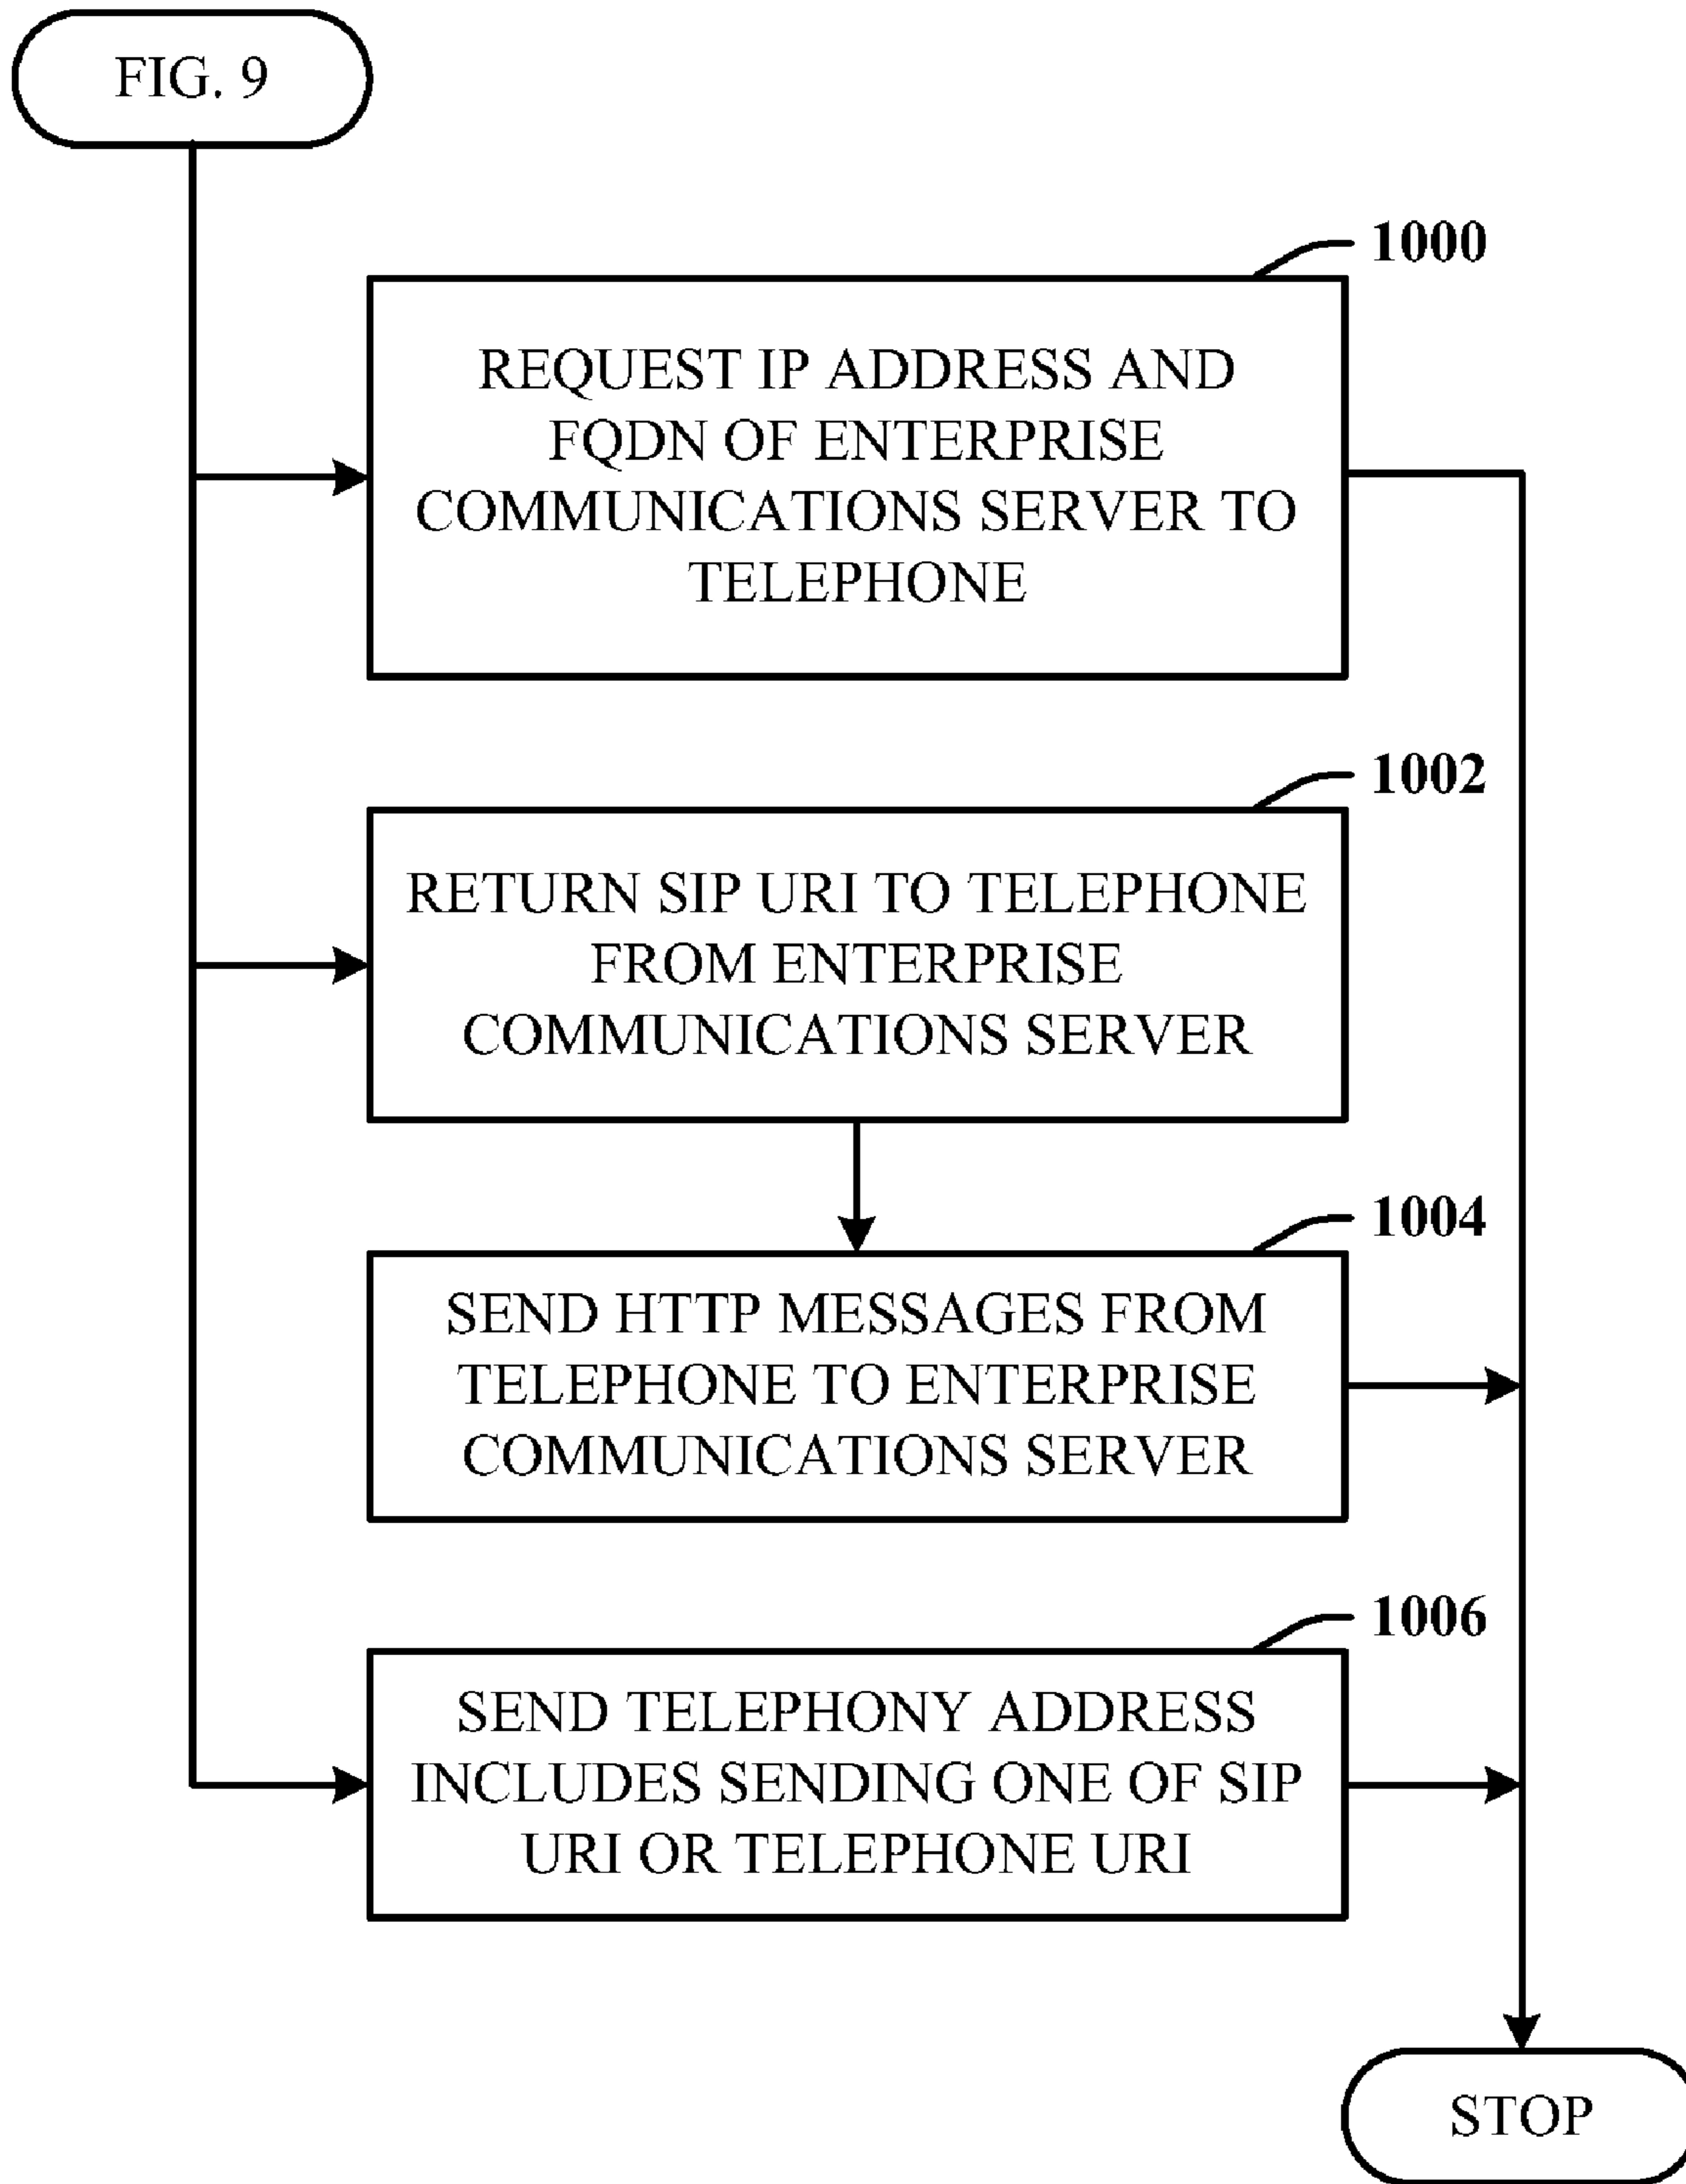 FIG. 9
1000
REQUEST IP ADDRESS AND
FQDN OF ENTERPRISE
COMMUNICATIONS SERVER TO
TELEPHONE
1002
RETURN SIP URI TO TELEPHONE
FROM ENTERPRISE
COMMUNICATIONS SERVER
1004
SEND HTTP MESSAGES FROM
TELEPHONE TO ENTERPRISE
COMMUNICATIONS SERVER
1006
SEND TELEPHONY ADDRESS
INCLUDES SENDING ONE OF SIP
URI OR TELEPHONE URI
STOP